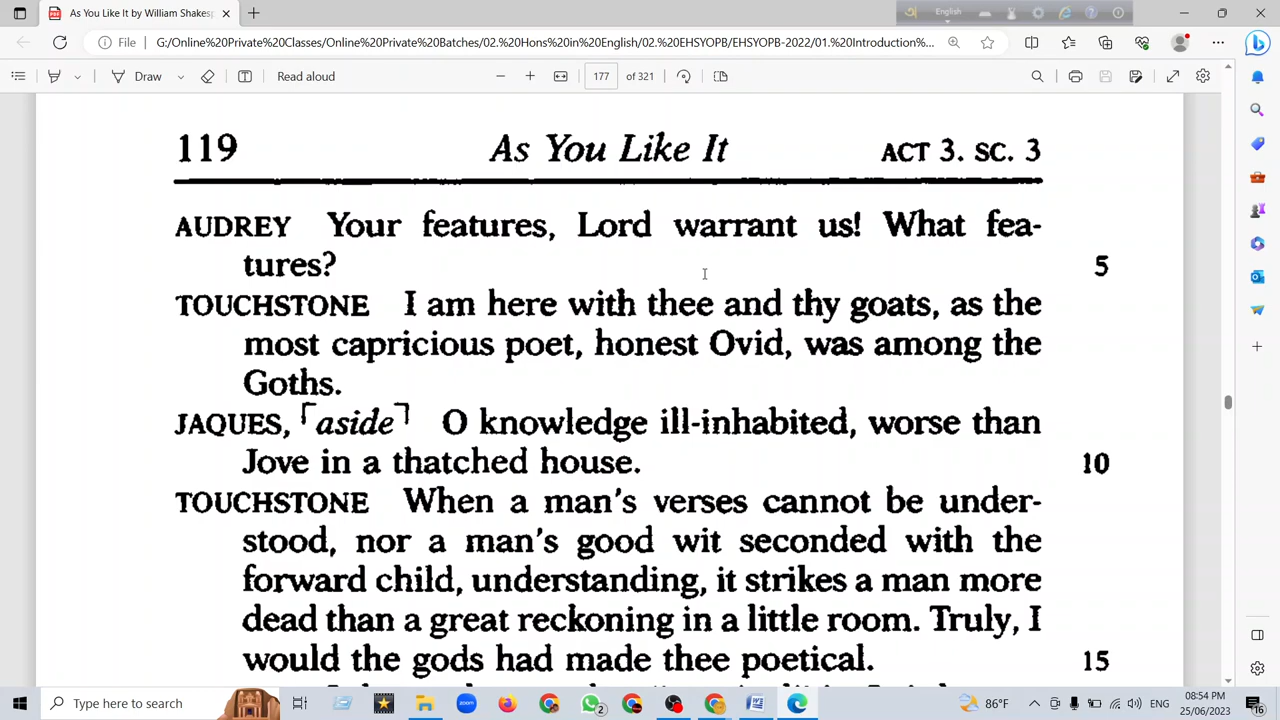 As You Like It by William Shakesp
File
G:/Online%20Private%20Classes/Online%20Private%20Batches/02.%20Hons%20in%20English/02.%20EHSYOPB/EHSYOPB-2022/01.%20Introduction%...
Draw
Read aloud
177 of 321
119 As You Like It ACT 3. SC. 3
AUDREY Your features, Lord warrant us! What fea-
tures? 5
TOUCHSTONE I am here with thee and thy goats, as the
most capricious poet, honest Ovid, was among the
Goths.
JAQUES, ⌜aside⌝ O knowledge ill-inhabited, worse than
Jove in a thatched house. 10
TOUCHSTONE When a man's verses cannot be under-
stood, nor a man's good wit seconded with the
forward child, understanding, it strikes a man more
dead than a great reckoning in a little room. Truly, I
would the gods had made thee poetical. 15
Type here to search
86°F
ENG
08:54 PM
25/06/2023